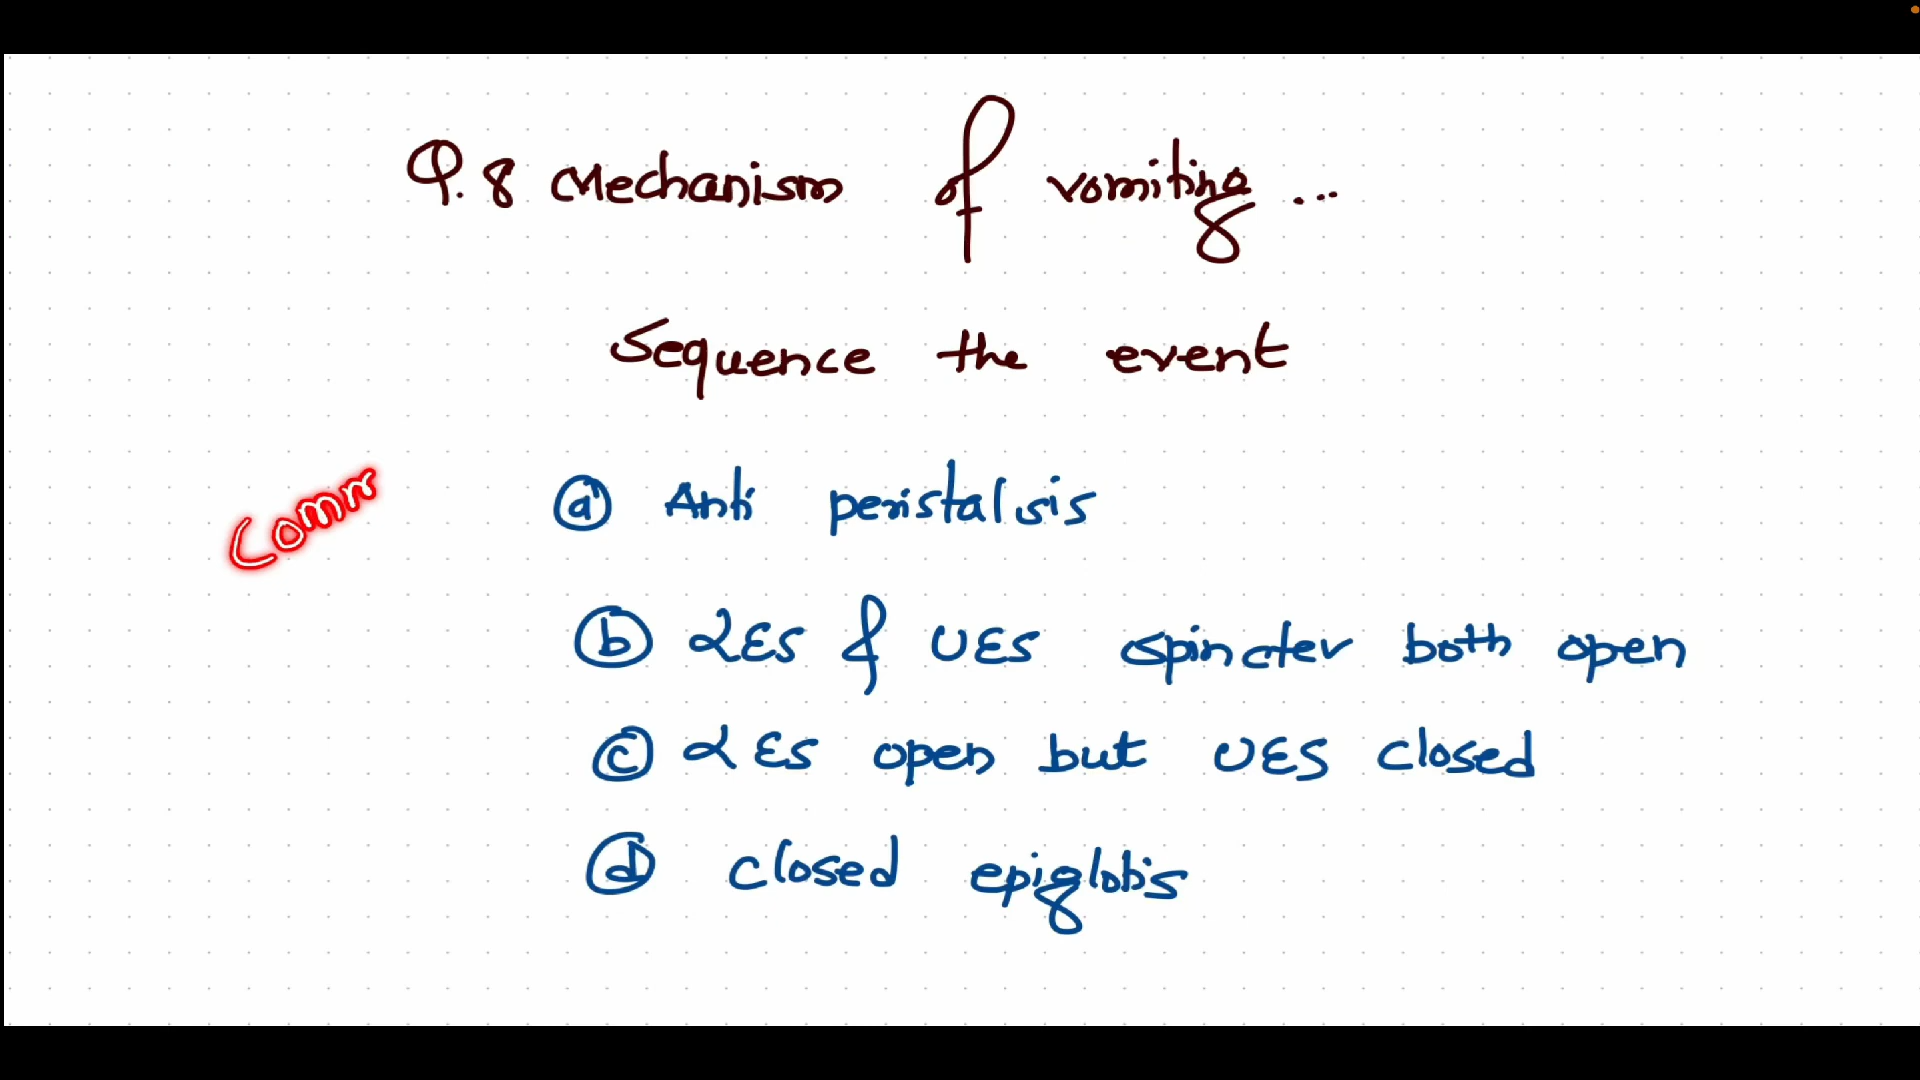 Q.8 Mechanism of vomiting ...
Sequence the event
Comm
(a) Anti peristalsis
(b) LES & UES spincter both open
(c) LES open but UES closed
(d) closed epiglotis